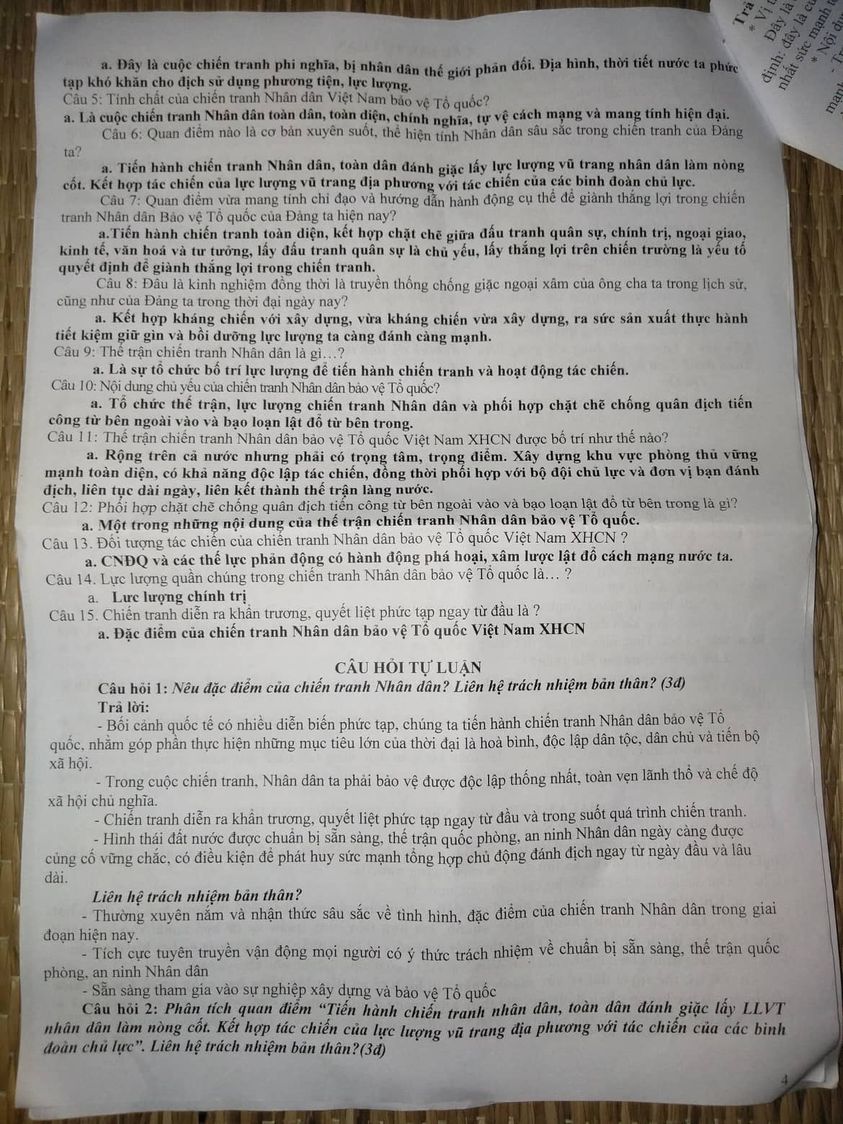 a. Đây là cuộc chiến tranh phi nghĩa, bị nhân dân thế giới phản đối. Địa hình, thời tiết nước ta phức
tạp khó khăn cho địch sử dụng phương tiện, lực lượng.
Câu 5: Tính chất của chiến tranh Nhân dân Việt Nam bảo vệ Tổ quốc?
a. Là cuộc chiến tranh Nhân dân toàn dân, toàn diện, chính nghĩa, tự vệ cách mạng và mang tính hiện đại.
Câu 6: Quan điểm nào là cơ bản xuyên suốt, thể hiện tính Nhân dân sâu sắc trong chiến tranh của Đảng
ta?
a. Tiến hành chiến tranh Nhân dân, toàn dân đánh giặc lấy lực lượng vũ trang nhân dân làm nòng
cốt. Kết hợp tác chiến của lực lượng vũ trang địa phương với tác chiến của các binh đoàn chủ lực.
Câu 7: Quan điểm vừa mang tính chỉ đạo và hướng dẫn hành động cụ thể để giành thắng lợi trong chiến
tranh Nhân dân Bảo vệ Tổ quốc của Đảng ta hiện nay?
a.Tiến hành chiến tranh toàn dân, kết hợp chặt chẽ giữa đấu tranh quân sự, chính trị, ngoại giao,
kinh tế, văn hoá và tư tưởng, lấy đấu tranh quân sự là chủ yếu, lấy thắng lợi trên chiến trường là yếu tố
quyết định để giành thắng lợi trong chiến tranh.
Câu 8: Đâu là kinh nghiệm đồng thời là truyền thống chống giặc ngoại xâm của ông cha ta trong lịch sử,
cũng như của Đảng ta trong thời đại ngày nay?
a. Kết hợp kháng chiến với xây dựng, vừa kháng chiến vừa xây dựng, ra sức sản xuất thực hành
tiết kiệm giữ gìn và bồi dưỡng lực lượng ta càng đánh càng mạnh.
Câu 9: Thế trận chiến tranh Nhân dân là gì…?
a. Là sự tổ chức bố trí lực lượng để tiến hành chiến tranh và hoạt động tác chiến.
Câu 10: Nội dung chủ yếu của chiến tranh Nhân dân bảo vệ Tổ quốc?
a. Tổ chức thế trận, lực lượng chiến tranh Nhân dân và phối hợp chặt chẽ chống quân địch tiến
công từ bên ngoài vào và bạo loạn lật đổ từ bên trong.
Câu 11: Thế trận chiến tranh Nhân dân bảo vệ Tổ quốc Việt Nam XHCN được bố trí như thế nào?
a. Rộng trên cả nước nhưng phải có trọng tâm, trọng điểm. Xây dựng khu vực phòng thủ vững
mạnh toàn diện, có khả năng độc lập tác chiến, đồng thời phối hợp với bộ đội chủ lực và đơn vị bạn đánh
địch, liên tục dài ngày, liên kết thành thế trận làng nước.
Câu 12: Phối hợp chặt chẽ chống quân địch tiến công từ bên ngoài vào và bạo loạn lật đổ từ bên trong là gì?
a. Một trong những nội dung của thế trận chiến tranh Nhân dân bảo vệ Tổ quốc.
Câu 13. Đối tượng tác chiến của chiến tranh Nhân dân bảo vệ Tổ quốc Việt Nam XHCN ?
a. CNĐQ và các thế lực phản động có hành động phá hoại, xâm lược lật đổ cách mạng nước ta.
Câu 14. Lực lượng quần chúng trong chiến tranh Nhân dân bảo vệ Tổ quốc là… ?
a. Lưc lượng chính trị
Câu 15. Chiến tranh diễn ra khẩn trương, quyết liệt phức tạp ngay từ đầu là ?
a. Đặc điểm của chiến tranh Nhân dân bảo vệ Tổ quốc Việt Nam XHCN
CÂU HỎI TỰ LUẬN
Câu hỏi 1: Nêu đặc điểm của chiến tranh Nhân dân? Liên hệ trách nhiệm bản thân? (3đ)
Trả lời:
- Bối cảnh quốc tế có nhiều diễn biến phức tạp, chúng ta tiến hành chiến tranh Nhân dân bảo vệ Tổ
quốc, nhằm góp phần thực hiện những mục tiêu lớn của thời đại là hoà bình, độc lập dân tộc, dân chủ và tiến bộ
xã hội.
- Trong cuộc chiến tranh, Nhân dân ta phải bảo vệ được độc lập thống nhất, toàn vẹn lãnh thổ và chế độ
xã hội chủ nghĩa.
- Chiến tranh diễn ra khẩn trương, quyết liệt phức tạp ngay từ đầu và trong suốt quá trình chiến tranh.
- Hình thái đất nước được chuẩn bị sẵn sàng, thế trận quốc phòng, an ninh Nhân dân ngày càng được
củng cố vững chắc, có điều kiện để phát huy sức mạnh tổng hợp chủ động đánh địch ngay từ ngày đầu và lâu
dài.
Liên hệ trách nhiệm bản thân?
- Thường xuyên nắm và nhận thức sâu sắc về tình hình, đặc điểm của chiến tranh Nhân dân trong giai
đoạn hiện nay.
- Tích cực tuyên truyền vận động mọi người có ý thức trách nhiệm về chuẩn bị sẵn sàng, thế trận quốc
phòng, an ninh Nhân dân
- Sẵn sàng tham gia vào sự nghiệp xây dựng và bảo vệ Tổ quốc
Câu hỏi 2: Phân tích quan điểm “Tiến hành chiến tranh nhân dân, toàn dân đánh giặc lấy LLVT
nhân dân làm nòng cốt. Kết hợp tác chiến của lực lượng vũ trang địa phương với tác chiến của các binh
đoàn chủ lực”. Liên hệ trách nhiệm bản thân?(3đ)
4
Trả
* Vị t
Đây là
định: đây là cu
nhất sức mạnh t
* Nội du
- Tr
mạnh